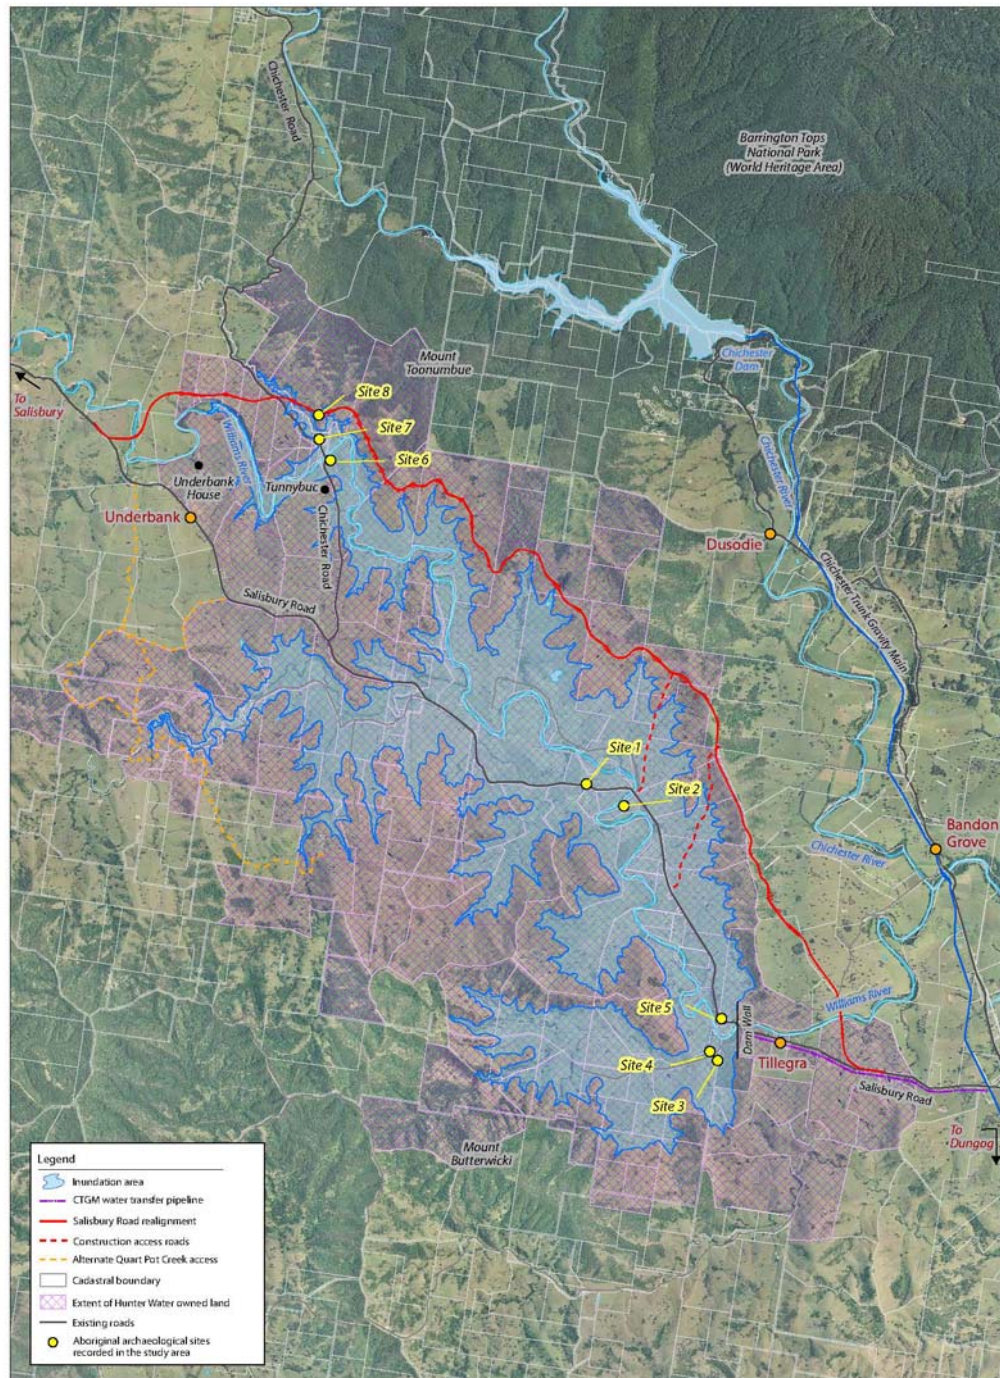 Chichester Road
Barrington Tops
National Park
(World Heritage Area)
Mount
Toonumbue
Chichester
Dam
To
Salisbury
Site 8
Site 7
Site 6
Williams River
Underbank
House
Tunnybuc
Underbank
Chichester Road
Chichester River
Dusodie
Chichester Trunk Gravity Main
Salisbury Road
Site 1
Site 2
Bandon
Grove
Chichester River
Williams River
Site 5
Dam Wall
Site 4
Tillegra
Salisbury Road
Site 3
To
Dungog
Mount
Butterwicki
Legend
Inundation area
CTGM water transfer pipeline
Salisbury Road realignment
Construction access roads
Alternate Quart Pot Creek access
Cadastral boundary
Extent of Hunter Water owned land
Existing roads
Aboriginal archaeological sites
recorded in the study area